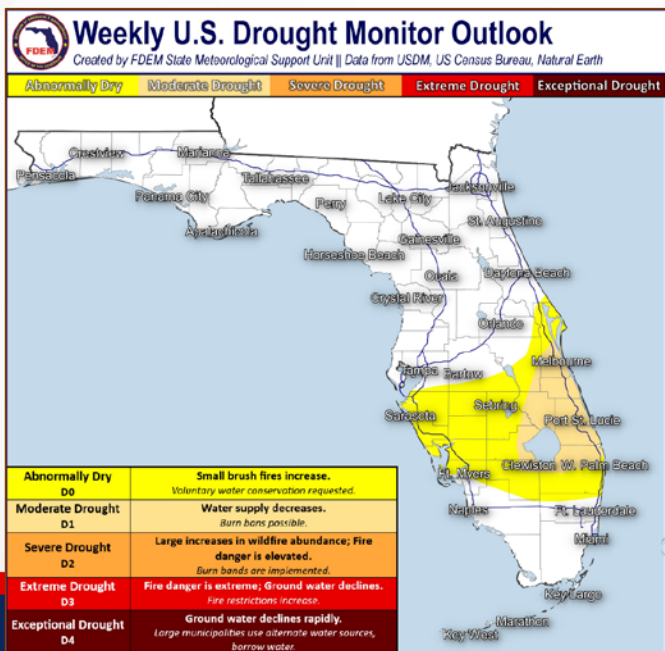 FDEM
Weekly U.S. Drought Monitor Outlook
Created by FDEM State Meteorological Support Unit || Data from USDM, US Census Bureau, Natural Earth
Abnormally Dry Moderate Drought Severe Drought Extreme Drought Exceptional Drought
Crestview
Marianna
Pensacola
Tallahassee
Jacksonville
Panama City
Lake City
Perry
St. Augustine
Apalachicola
Gainesville
Horseshoe Beach
Ocala
Daytona Beach
Crystal River
Orlando
Melbourne
Tampa
Bartow
Sebring
Sarasota
Port St. Lucie
Ft. Myers
Clewiston
W. Palm Beach
Naples
Ft. Lauderdale
Miami
Key Largo
Marathon
Key West
Abnormally Dry
D0
Small brush fires increase.
Voluntary water conservation requested.
Moderate Drought
D1
Water supply decreases.
Burn bans possible.
Severe Drought
D2
Large increases in wildfire abundance; Fire
danger is elevated.
Burn bands are implemented.
Extreme Drought
D3
Fire danger is extreme; Ground water declines.
Fire restrictions increase.
Exceptional Drought
D4
Ground water declines rapidly.
Large municipalities use alternate water sources,
borrow water.